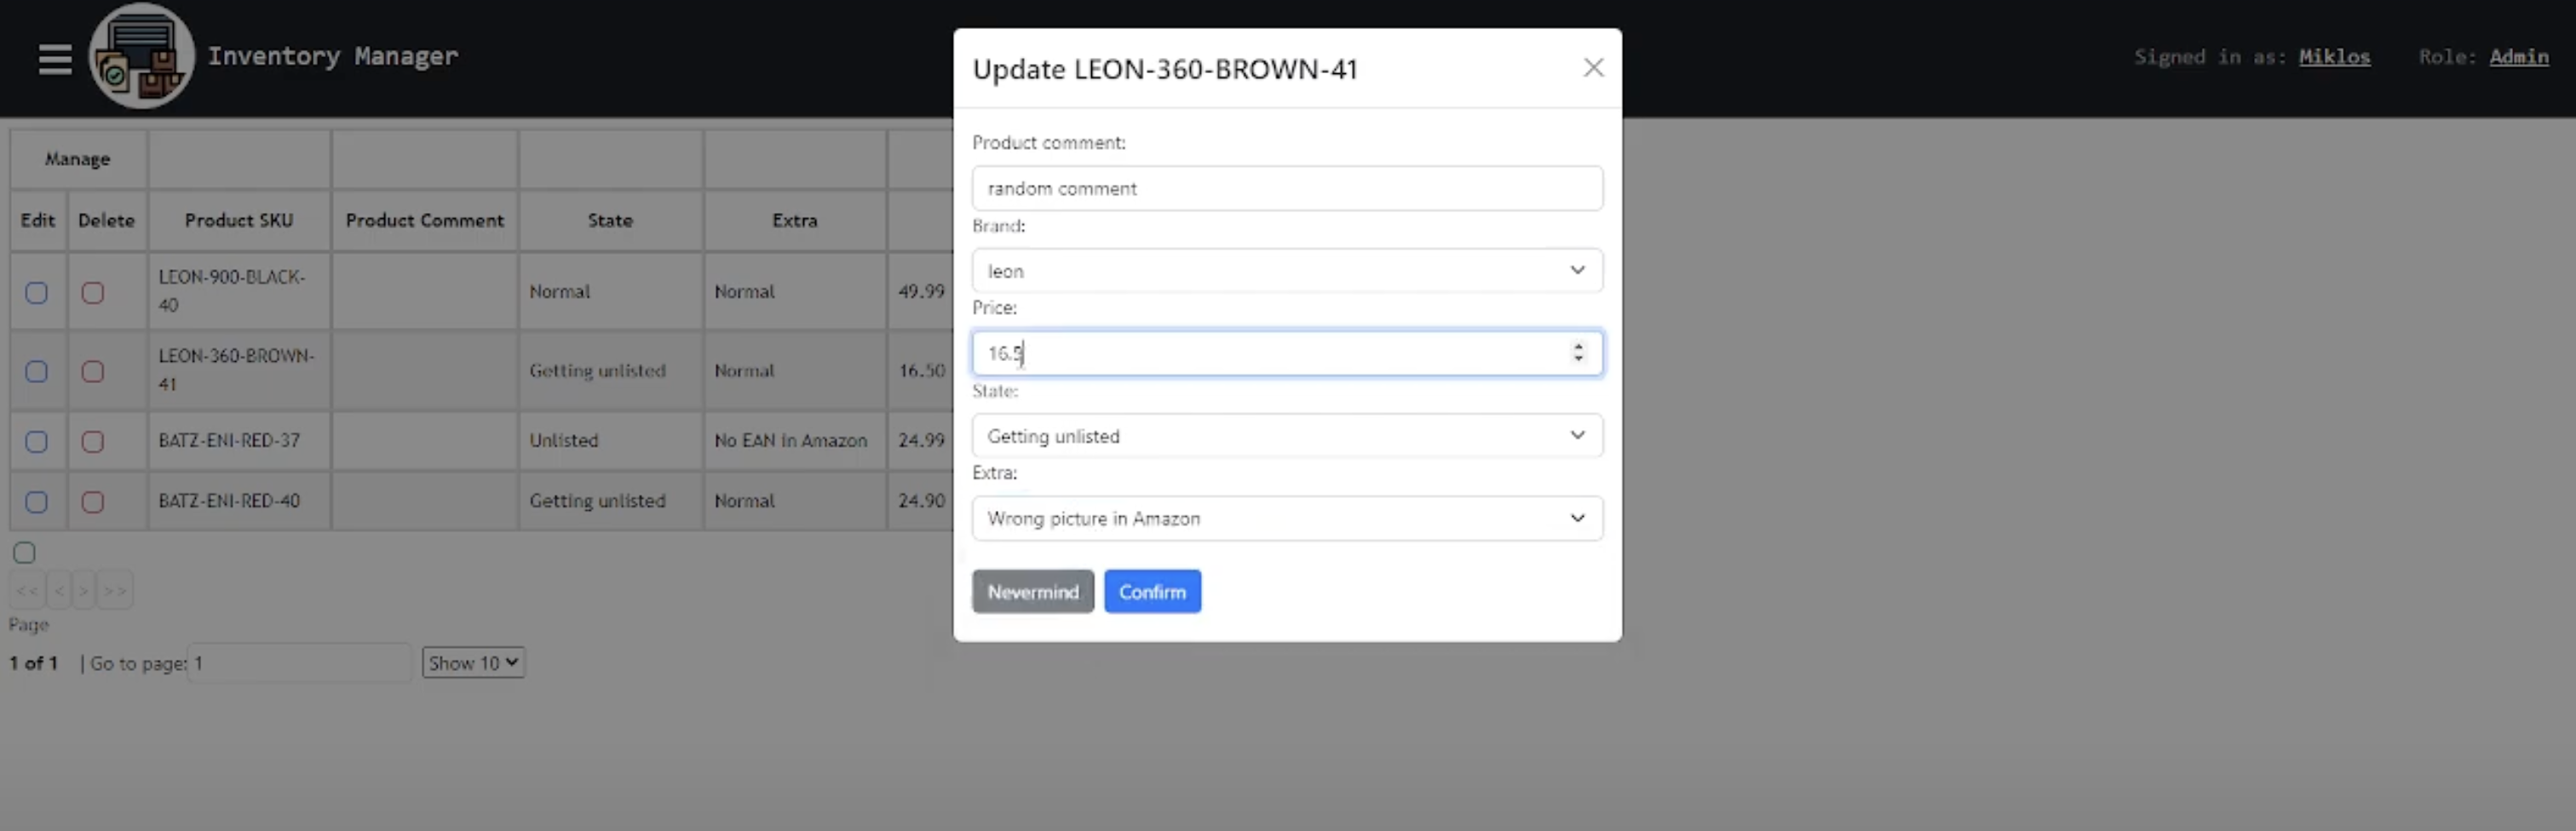 Inventory Manager
Signed in as: Miklos Role: Admin
Manage
Edit Delete Product SKU Product Comment State Extra
LEON-900-BLACK-
40 Normal Normal 49.99
LEON-360-BROWN-
41 Getting unlisted Normal 16.50
BATZ-ENI-RED-37 Unlisted No EAN in Amazon 24.99
BATZ-ENI-RED-40 Getting unlisted Normal 24.90
<< < > >>
Page
1 of 1 | Go to page: 1 Show 10
Update LEON-360-BROWN-41
Product comment:
random comment
Brand:
leon
Price:
16.5
State:
Getting unlisted
Extra:
Wrong picture in Amazon
Nevermind Confirm